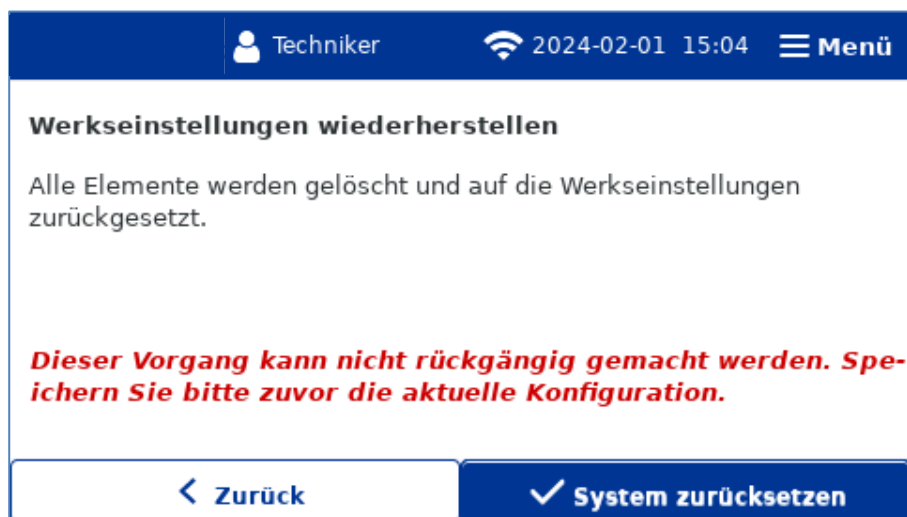 Techniker 2024-02-01 15:04 Menü
Werkseinstellungen wiederherstellen
Alle Elemente werden gelöscht und auf die Werkseinstellungen
zurückgesetzt.
Dieser Vorgang kann nicht rückgängig gemacht werden. Spe-
ichern Sie bitte zuvor die aktuelle Konfiguration.
Zurück System zurücksetzen